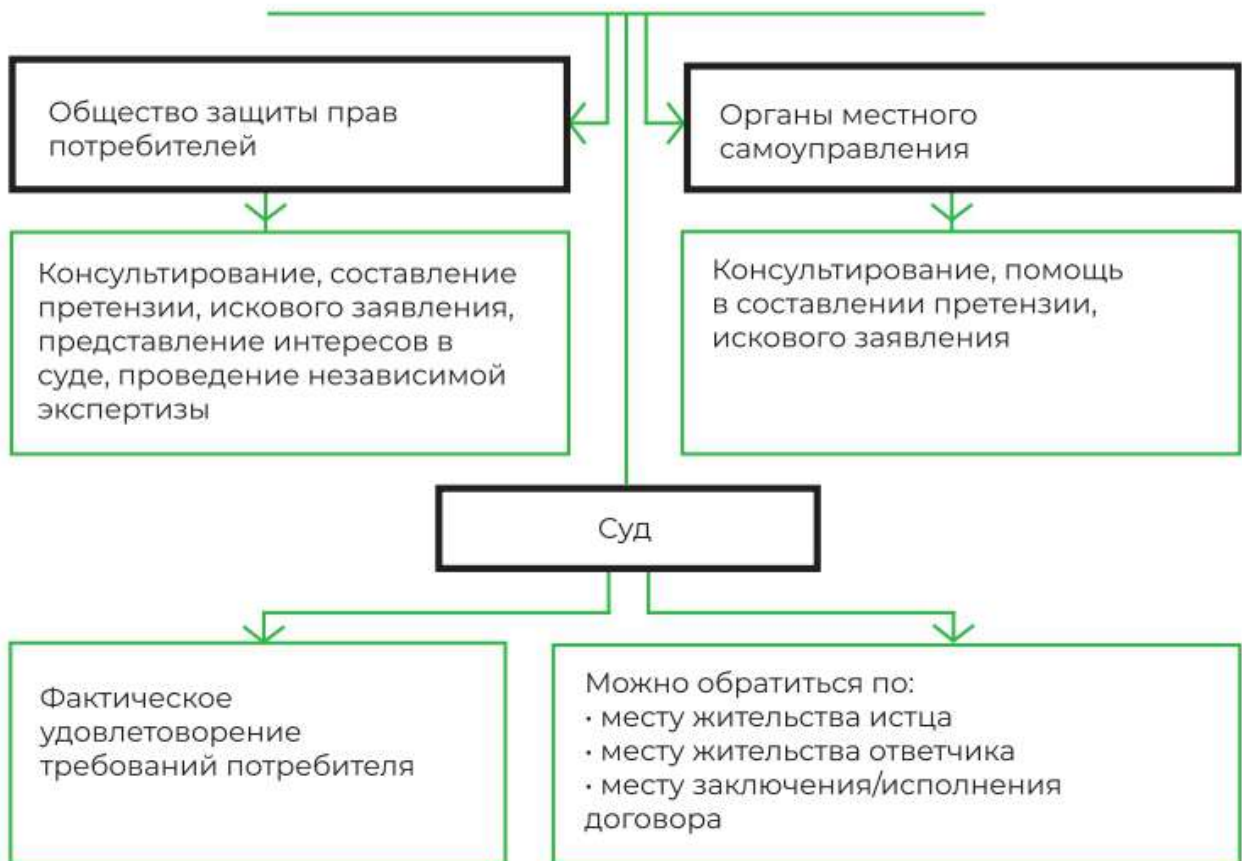 Общество защиты прав
потребителей
Органы местного
самоуправления
Консультирование, составление
претензии, искового заявления,
представление интересов в
суде, проведение независимой
экспертизы
Консультирование, помощь
в составлении претензии,
искового заявления
Суд
Фактическое
удовлетоворение
требований потребителя
Можно обратиться по:
· месту жительства истца
· месту жительства ответчика
· месту заключения/исполнения
договора